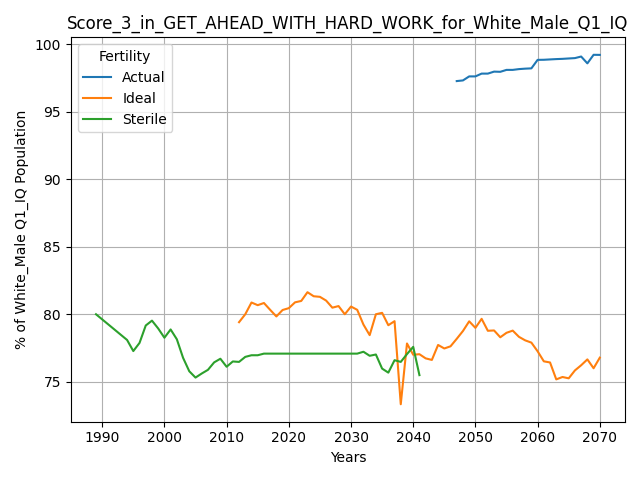 Score_3_in_GET_AHEAD_WITH_HARD_WORK_for_White_Male_Q1_IQ
Fertility
Actual
Ideal
Sterile
% of White_Male Q1_IQ Population
100
95
90
85
80
75
1990
2000
2010
2020
2030
2040
2050
2060
2070
Years